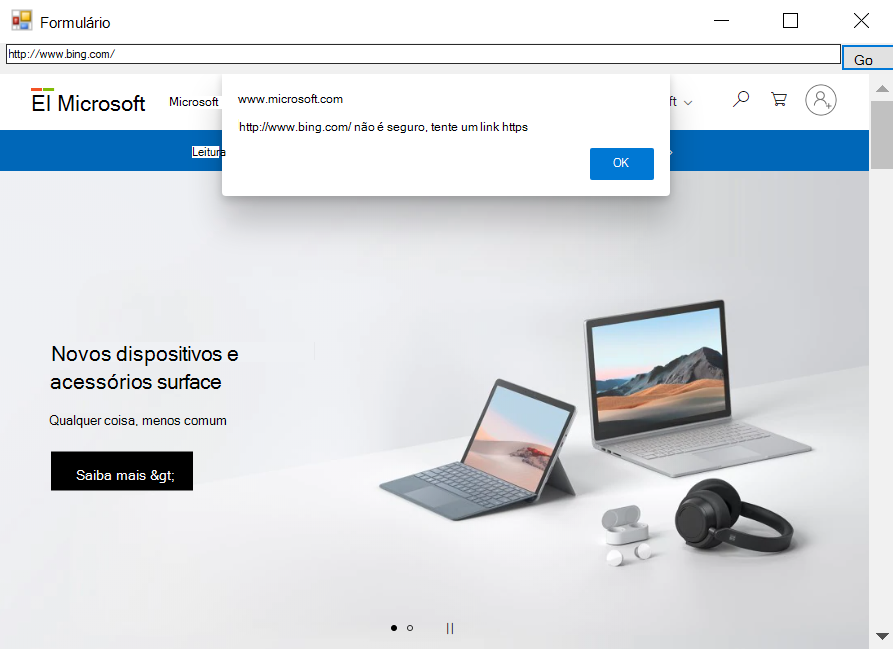 Formulário
http://www.bing.com/
Go
El Microsoft
Microsoft
ft
www.microsoft.com
http://www.bing.com/ não é seguro, tente um link https
OK
Leitura
Novos dispositivos e
acessórios surface
Qualquer coisa, menos comum
Saiba mais &gt;